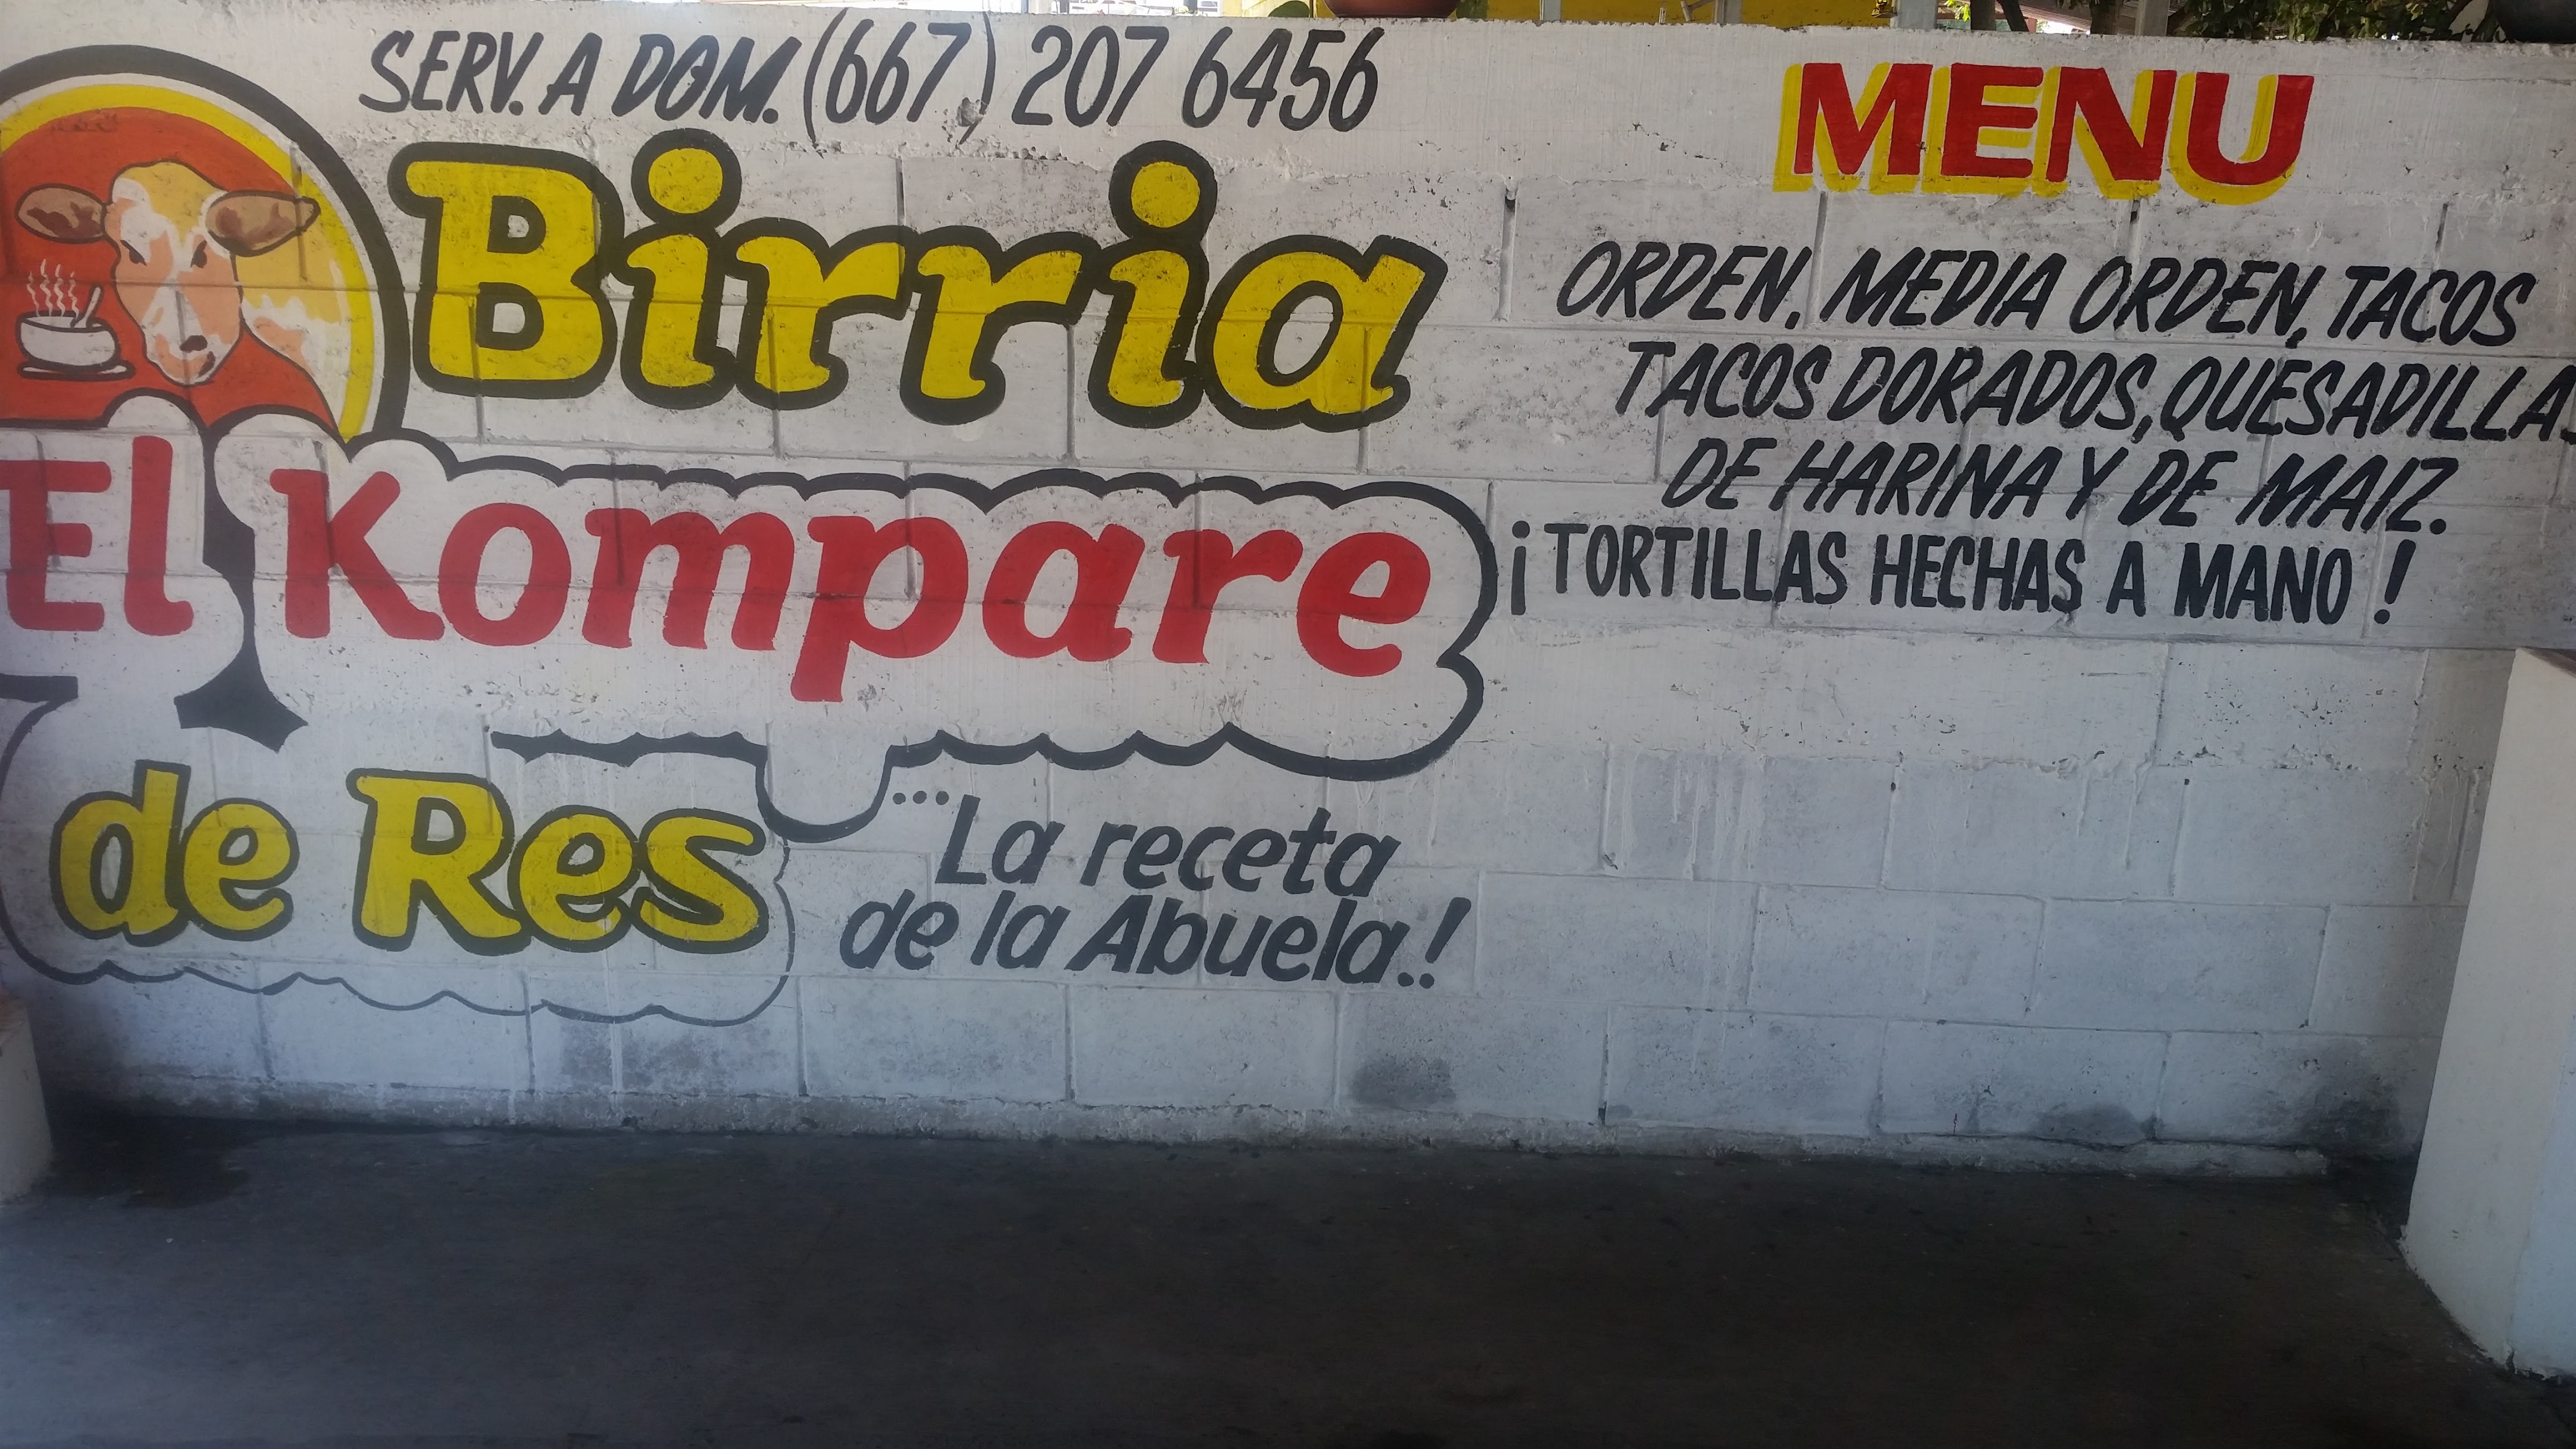 SERV. A DOM. (667) 207 6456
Birria
El Kompare
de Res
...La receta
de la Abuela.!
MENU
ORDEN, MEDIA ORDEN, TACOS
TACOS DORADOS, QUESADILLAS
DE HARINA Y DE MAIZ.
¡TORTILLAS HECHAS A MANO!